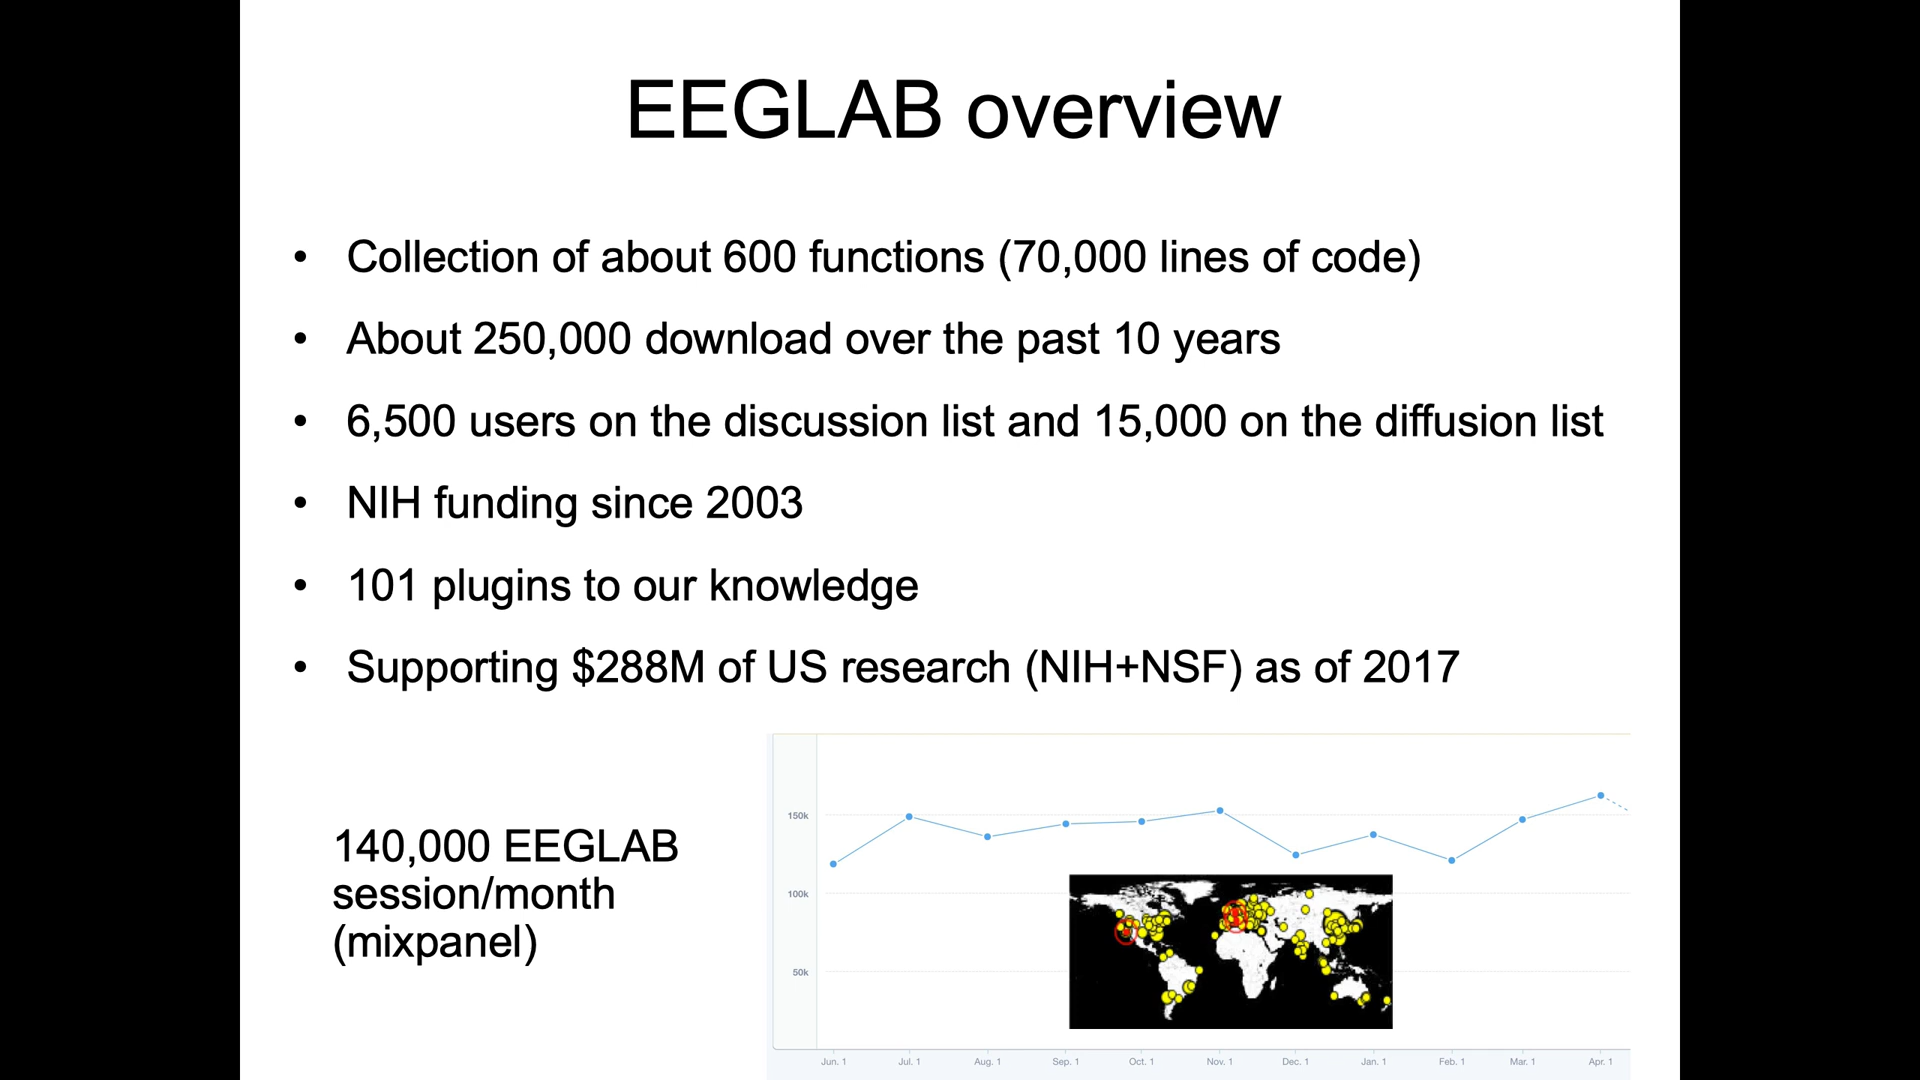 EEGLAB overview
• Collection of about 600 functions (70,000 lines of code)
• About 250,000 download over the past 10 years
• 6,500 users on the discussion list and 15,000 on the diffusion list
• NIH funding since 2003
• 101 plugins to our knowledge
• Supporting $288M of US research (NIH+NSF) as of 2017
140,000 EEGLAB
session/month
(mixpanel)
150k
100k
50k
Jun. 1 Jul. 1 Aug. 1 Sep. 1 Oct. 1 Nov. 1 Dec. 1 Jan. 1 Feb. 1 Mar. 1 Apr. 1